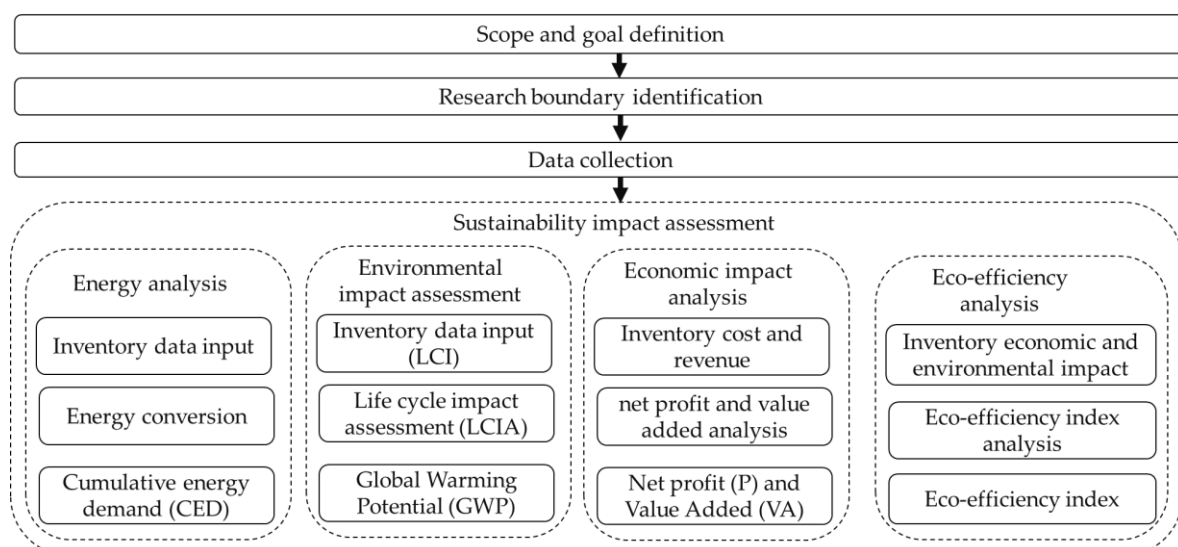 Scope and goal definition
Research boundary identification
Data collection
Sustainability impact assessment
Energy analysis
Inventory data input
Energy conversion
Cumulative energy
demand (CED)
Environmental
impact assessment
Inventory data input
(LCI)
Life cycle impact
assessment (LCIA)
Global Warming
Potential (GWP)
Economic impact
analysis
Inventory cost and
revenue
net profit and value
added analysis
Net profit (P) and
Value Added (VA)
Eco-efficiency
analysis
Inventory economic and
environmental impact
Eco-efficiency index
analysis
Eco-efficiency index